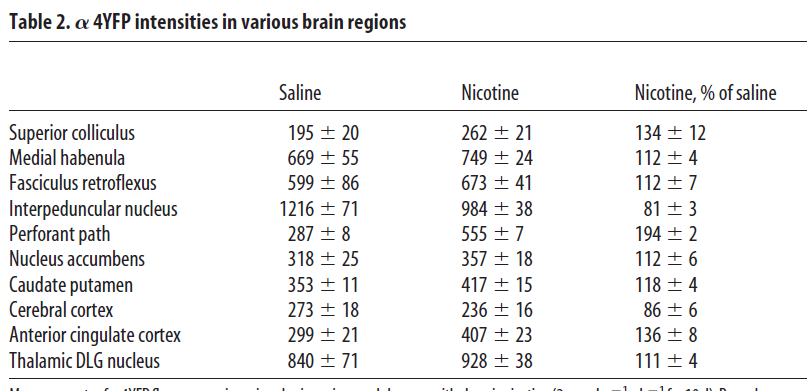 Table 2. α 4YFP intensities in various brain regions
Saline Nicotine Nicotine, % of saline
Superior colliculus 195 ± 20 262 ± 21 134 ± 12
Medial habenula 669 ± 55 749 ± 24 112 ± 4
Fasciculus retroflexus 599 ± 86 673 ± 41 112 ± 7
Interpeduncular nucleus 1216 ± 71 984 ± 38 81 ± 3
Perforant path 287 ± 8 555 ± 7 194 ± 2
Nucleus accumbens 318 ± 25 357 ± 18 112 ± 6
Caudate putamen 353 ± 11 417 ± 15 118 ± 4
Cerebral cortex 273 ± 18 236 ± 16 86 ± 6
Anterior cingulate cortex 299 ± 21 407 ± 23 136 ± 8
Thalamic DLG nucleus 840 ± 71 928 ± 38 111 ± 4